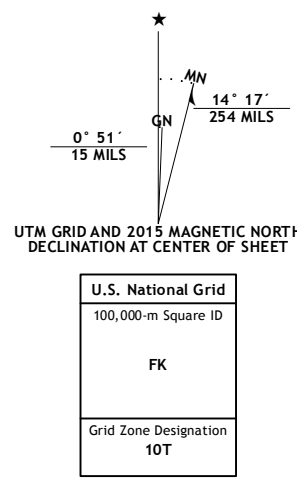 ★
MN
GN
0° 51´
15 MILS
14° 17´
254 MILS
UTM GRID AND 2015 MAGNETIC NORTH
DECLINATION AT CENTER OF SHEET
U.S. National Grid
100,000-m Square ID
FK
Grid Zone Designation
10T